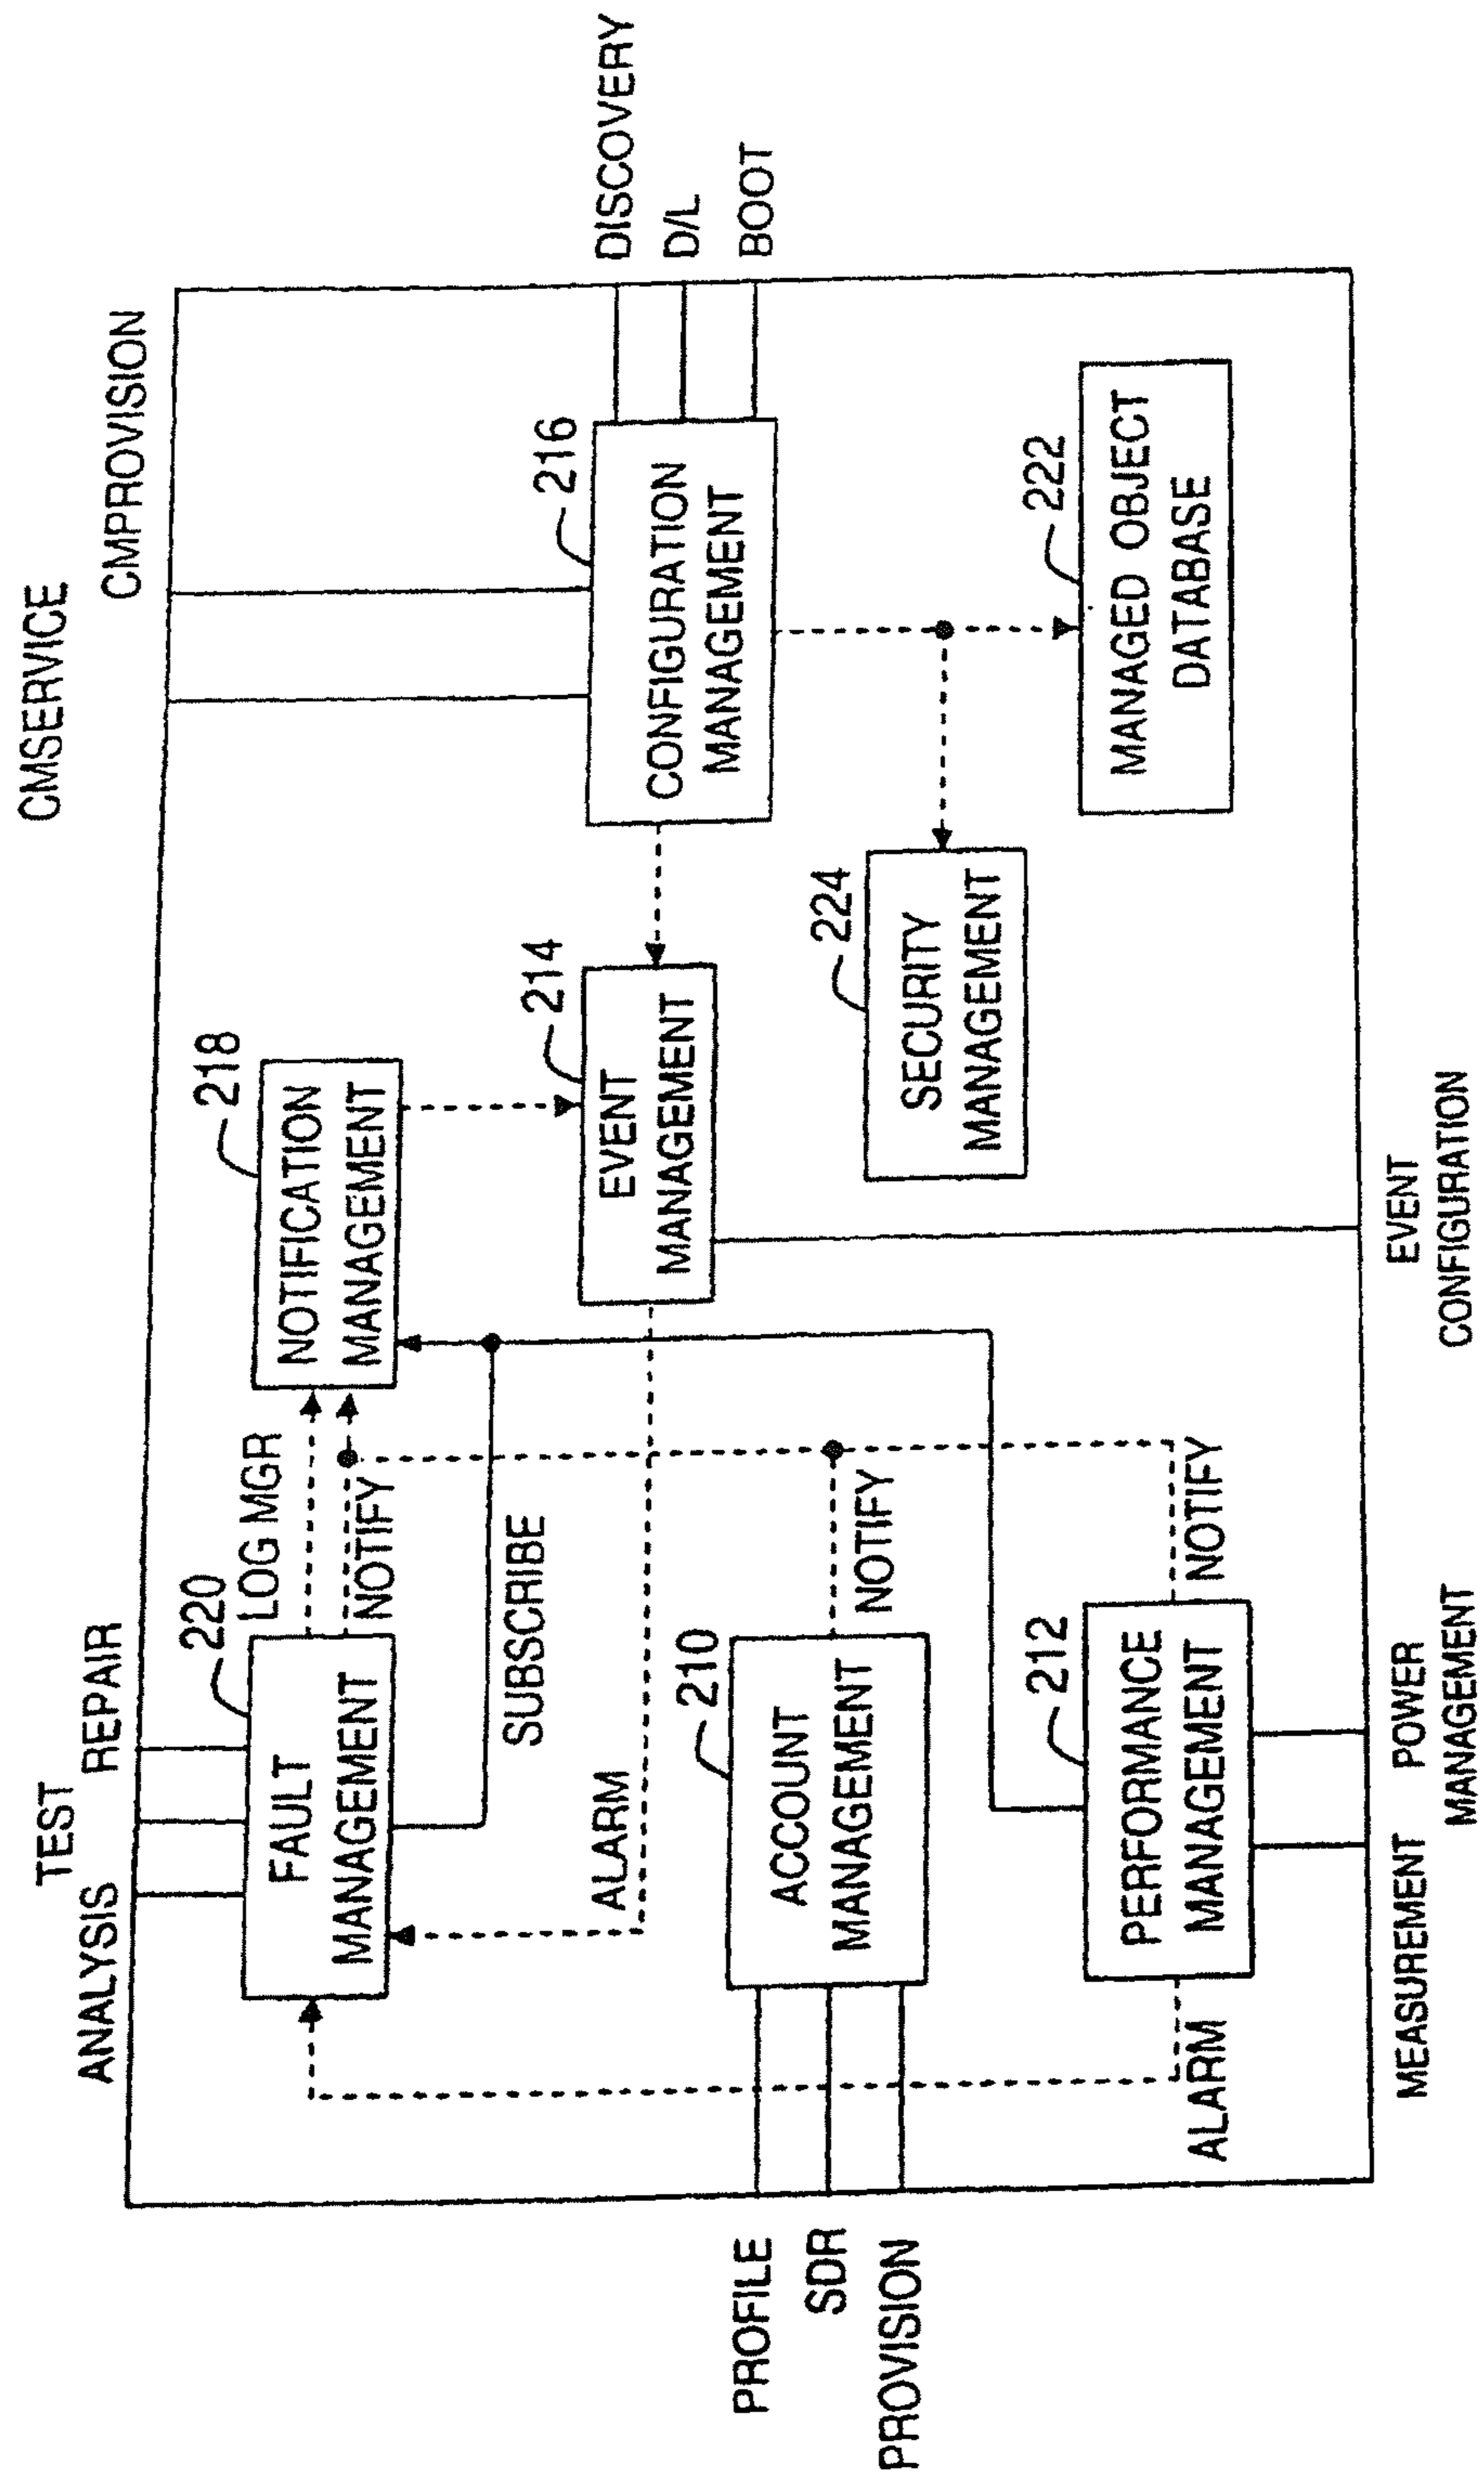 CMSERVICE
TEST
ANALYSIS
REPAIR
CMPROVISION
220
LOG MGR
218
FAULT
MANAGEMENT
NOTIFY
NOTIFICATION
MANAGEMENT
SUBSCRIBE
214
216
DISCOVERY
D/L
BOOT
ALARM
EVENT
MANAGEMENT
CONFIGURATION
MANAGEMENT
PROFILE
SDR
PROVISION
210
ACCOUNT
MANAGEMENT
NOTIFY
224
SECURITY
MANAGEMENT
212
222
PERFORMANCE
MANAGEMENT
NOTIFY
MANAGED OBJECT
DATABASE
ALARM
MEASUREMENT
POWER
MANAGEMENT
EVENT
CONFIGURATION